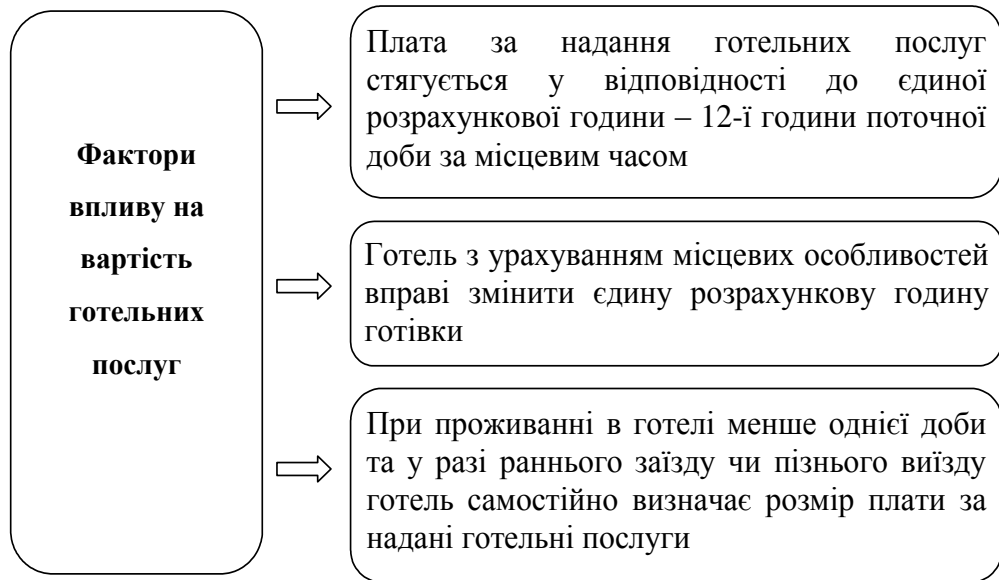 Фактори
впливу на
вартість
готельних
послуг
Плата за надання готельних послуг
стягується у відповідності до єдиної
розрахункової години – 12-ї години поточної
доби за місцевим часом
Готель з урахуванням місцевих особливостей
вправі змінити єдину розрахункову годину
готівки
При проживанні в готелі менше однієї доби
та у разі раннього заїзду чи пізнього виїзду
готель самостійно визначає розмір плати за
надані готельні послуги